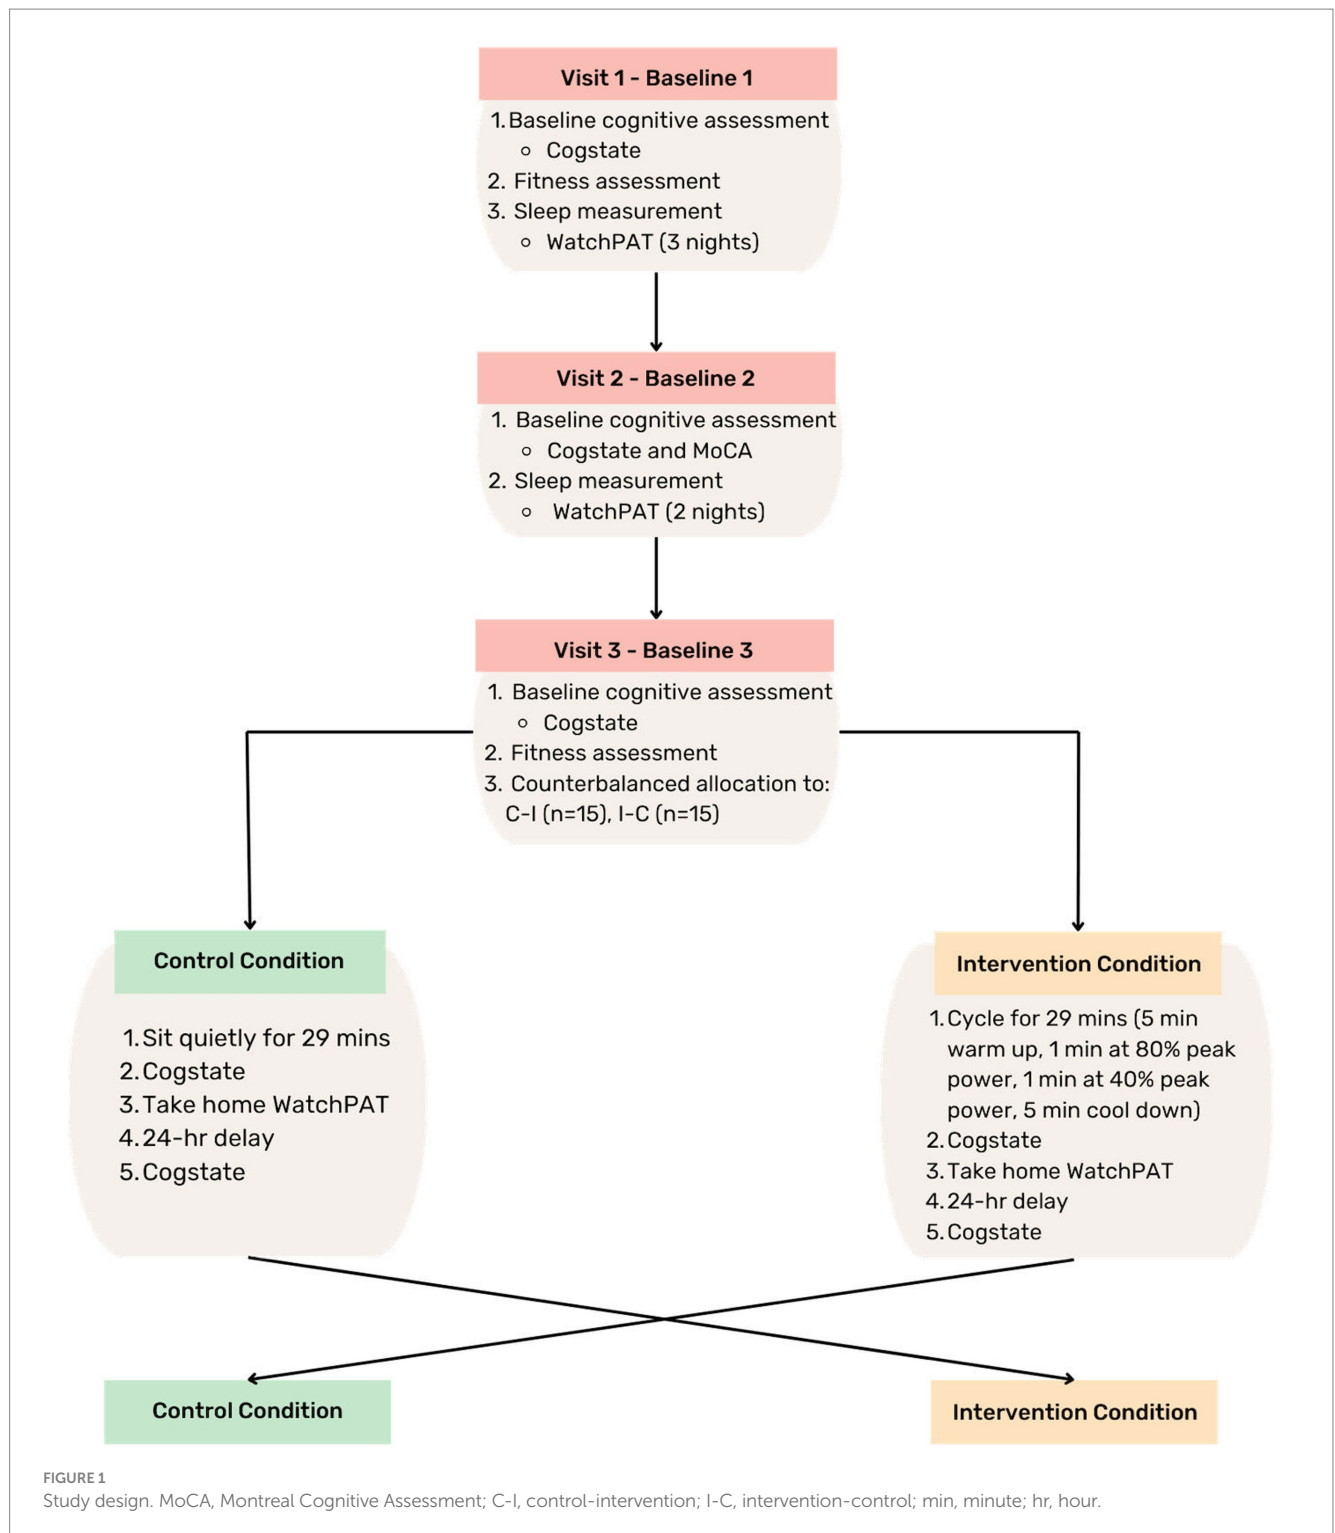 Visit 1 - Baseline 1
1. Baseline cognitive assessment
○ Cogstate
2. Fitness assessment
3. Sleep measurement
○ WatchPAT (3 nights)
Visit 2 - Baseline 2
1. Baseline cognitive assessment
○ Cogstate and MoCA
2. Sleep measurement
○ WatchPAT (2 nights)
Visit 3 - Baseline 3
1. Baseline cognitive assessment
○ Cogstate
2. Fitness assessment
3. Counterbalanced allocation to:
C-I (n=15), I-C (n=15)
Control Condition
1. Sit quietly for 29 mins
2. Cogstate
3. Take home WatchPAT
4. 24-hr delay
5. Cogstate
Intervention Condition
1. Cycle for 29 mins (5 min
warm up, 1 min at 80% peak
power, 1 min at 40% peak
power, 5 min cool down)
2. Cogstate
3. Take home WatchPAT
4. 24-hr delay
5. Cogstate
Control Condition
Intervention Condition
FIGURE 1
Study design. MoCA, Montreal Cognitive Assessment; C-I, control-intervention; I-C, intervention-control; min, minute; hr, hour.